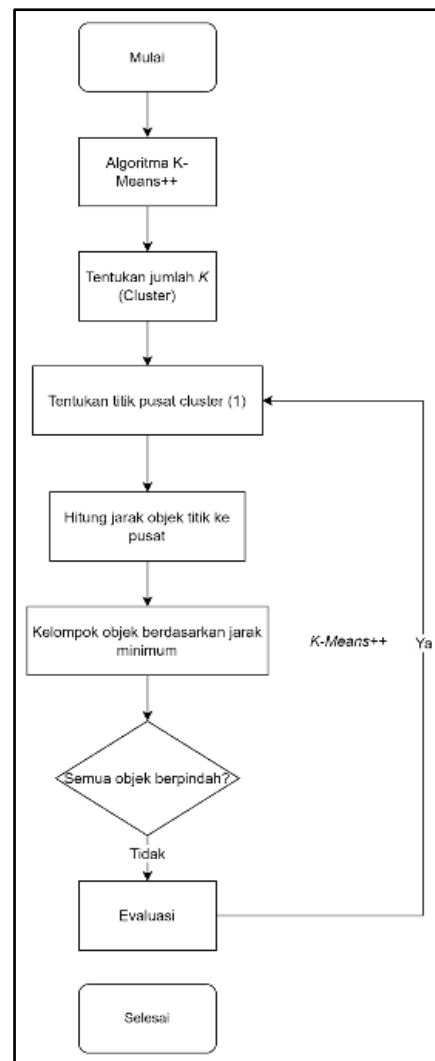 Mulai
Algoritma K-
Means++
Tentukan jumlah K
(Cluster)
Tentukan titik pusat cluster (1)
Hitung jarak objek titik ke
pusat
Kelompok objek berdasarkan jarak
minimum
K-Means++
Ya
Semua objek berpindah?
Tidak
Evaluasi
Selesai